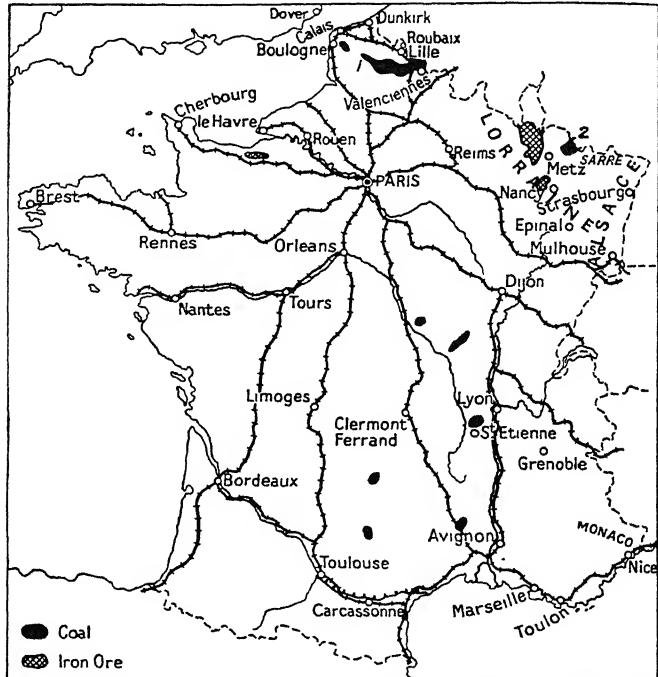 Dover
Dunkirk
Calais
Boulogne
Roubaix
Lille
1
Valenciennes
Cherbourg
le Havre
Rouen
Reims
LORRAINE
2
Metz
SARRE
PARIS
Nancy
Strasbourg
ALSACE
Epinal
Mulhouse
Brest
Rennes
Orleans
Dijon
Nantes
Tours
Limoges
Clermont
Ferrand
Lyon
St Etienne
Grenoble
Bordeaux
Avignon
MONACO
Nice
Toulouse
Marseille
Toulon
Carcassonne
Coal
Iron Ore